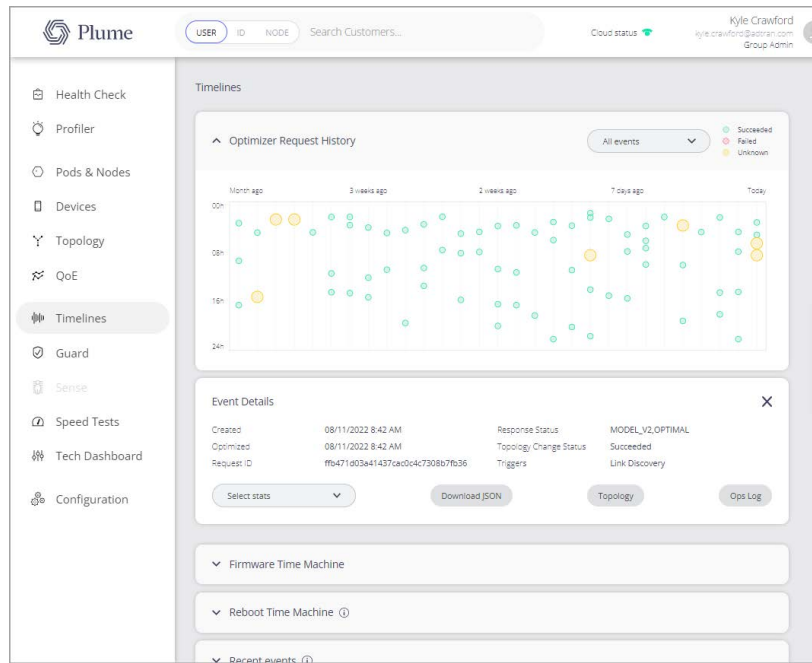 Plume
USER ID NODE Search Customers...
Cloud status
Kyle Crawford
kyle.crawford@adtran.com
Group Admin
Health Check
Profiler
Pods & Nodes
Devices
Topology
QoE
Timelines
Guard
Sense
Speed Tests
Tech Dashboard
Configuration
Timelines
Optimizer Request History
All events
Succeeded
Failed
Unknown
Month ago 3 weeks ago 2 weeks ago 7 days ago Today
00h
08h
16h
24h
Event Details
Created 08/11/2022 8:42 AM Response Status MODEL_V2,OPTIMAL
Optimized 08/11/2022 8:42 AM Topology Change Status Succeeded
Request ID ffb471d03a41437cac0c4c7308b7fb36 Triggers Link Discovery
Select stats Download JSON Topology Ops Log
Firmware Time Machine
Reboot Time Machine
Recent events